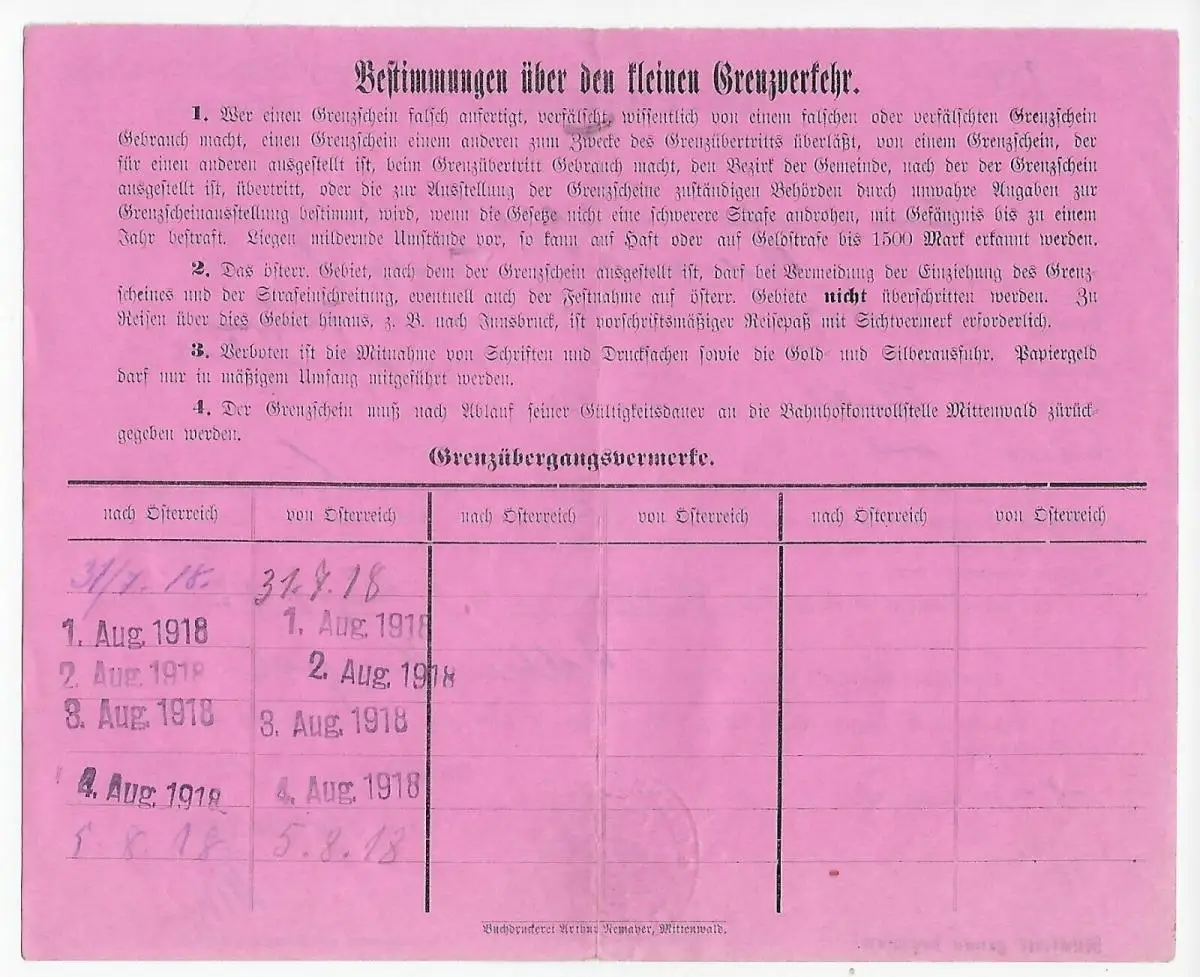 Bestimmungen über den kleinen Grenzverkehr.
1. Wer einen Grenzschein falsch anfertigt, verfälscht, wissentlich von einem falschen oder verfälschten Grenzschein
Gebrauch macht, einen Grenzschein einem anderen zum Zwecke des Grenzübertritts überläßt, von einem Grenzschein, der
für einen anderen ausgestellt ist, beim Grenzübertritt Gebrauch macht, den Bezirk der Gemeinde, nach der der Grenzschein
ausgestellt ist, übertritt, oder die zur Ausstellung der Grenzscheine zuständigen Behörden durch unwahre Angaben zur
Grenzscheinausstellung bestimmt, wird, wenn die Gesetze nicht eine schwerere Strafe androhen, mit Gefängnis bis zu einem
Jahr bestraft. Liegen mildernde Umstände vor, so kann auf Haft oder auf Geldstrafe bis 1500 Mark erkannt werden.
2. Das österr. Gebiet, nach dem der Grenzschein ausgestellt ist, darf bei Vermeidung der Einziehung des Grenz-
scheines und der Strafeinschreitung, eventuell auch der Festnahme auf österr. Gebiete nicht überschritten werden. Zu
Reisen über dies Gebiet hinaus, z. B. nach Innsbruck, ist vorschriftsmäßiger Reisepaß mit Sichtvermerk erforderlich.
3. Verboten ist die Mitnahme von Schriften und Drucksachen sowie die Gold- und Silberausfuhr. Papiergeld
darf nur in mäßigem Umfang mitgeführt werden.
4. Der Grenzschein muß nach Ablauf seiner Gültigkeitsdauer an die Bahnhofkontrollstelle Mittenwald zurück-
gegeben werden.
Grenzübergangsvermerke.
nach Österreich von Österreich nach Österreich von Österreich nach Österreich von Österreich
31/7. 18. 31.7.18
1. Aug. 1918 1. Aug. 1918
2. Aug. 1918 2. Aug. 1918
3. Aug. 1918 3. Aug. 1918
4. Aug. 1918 4. Aug. 1918
5. 8. 18 5.8.18
Buchdruckerei Arthur Nemayer, Mittenwald.